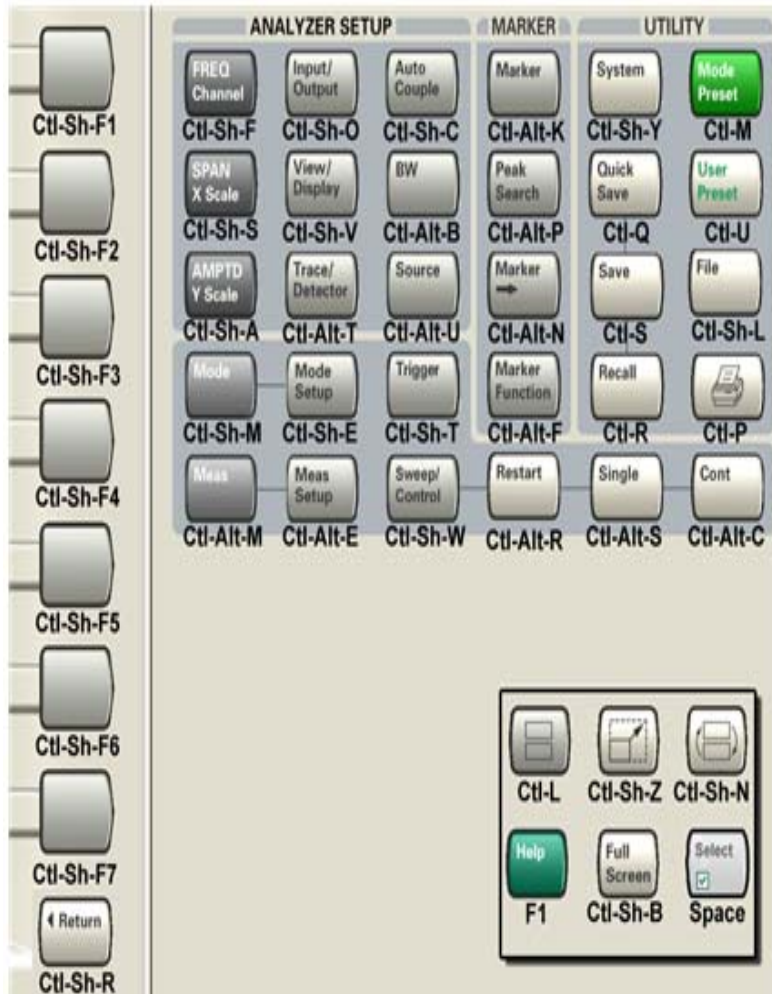 ANALYZER SETUP MARKER UTILITY
FREQ Channel
Input/ Output
Auto Couple
Marker
System
Mode Preset
Ctl-Sh-F1
Ctl-Sh-F Ctl-Sh-O Ctl-Sh-C Ctl-Alt-K Ctl-Sh-Y Ctl-M
SPAN X Scale
View/ Display
BW
Peak Search
Quick Save
User Preset
Ctl-Sh-F2
Ctl-Sh-S Ctl-Sh-V Ctl-Alt-B Ctl-Alt-P Ctl-Q Ctl-U
AMPTD Y Scale
Trace/ Detector
Source
Marker
Save
File
Ctl-Sh-F3
Ctl-Sh-A Ctl-Alt-T Ctl-Alt-U Ctl-Alt-N Ctl-S Ctl-Sh-L
Mode
Mode Setup
Trigger
Marker Function
Recall
Ctl-Sh-M Ctl-Sh-E Ctl-Sh-T Ctl-Alt-F Ctl-R Ctl-P
Ctl-Sh-F4
Meas
Meas Setup
Sweep/ Control
Restart
Single
Cont
Ctl-Alt-M Ctl-Alt-E Ctl-Sh-W Ctl-Alt-R Ctl-Alt-S Ctl-Alt-C
Ctl-Sh-F5
Ctl-Sh-F6
Ctl-Sh-F7
Return
Ctl-Sh-R
Ctl-L Ctl-Sh-Z Ctl-Sh-N
Help
Full Screen
Select
F1 Ctl-Sh-B Space